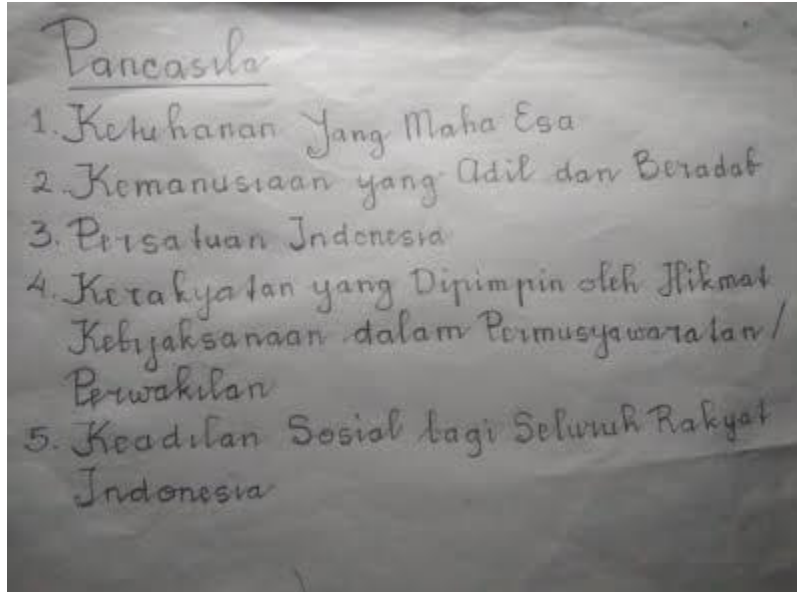 Pancasila
1. Ketuhanan Yang Maha Esa
2. Kemanusiaan yang adil dan Beradab
3. Persatuan Indonesia
4. Kerakyatan yang Dipimpin oleh Hikmat
Kebijaksanaan dalam Permusyawaratan/
Perwakilan
5. Keadilan Sosial bagi Seluruh Rakyat
Indonesia